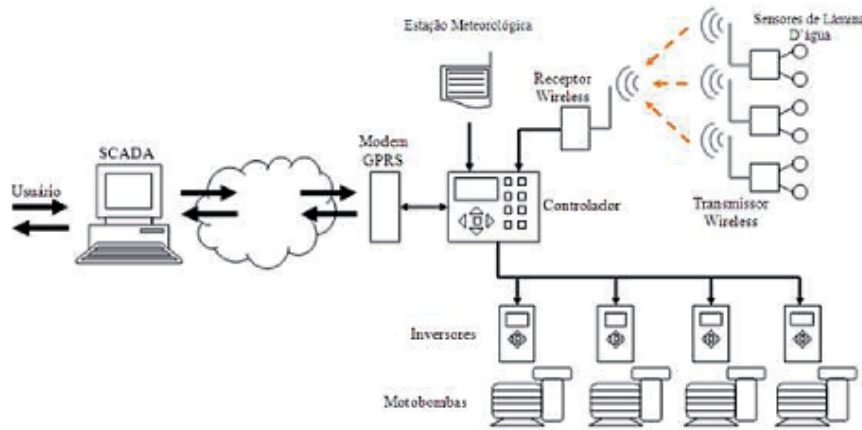 Estação Meteorológica
Sensores de Lâmina
D`água
Receptor
Wireless
Modem
GPRS
SCADA
Usuário
Controlador
Transmissor
Wireless
Inversores
Motobombas